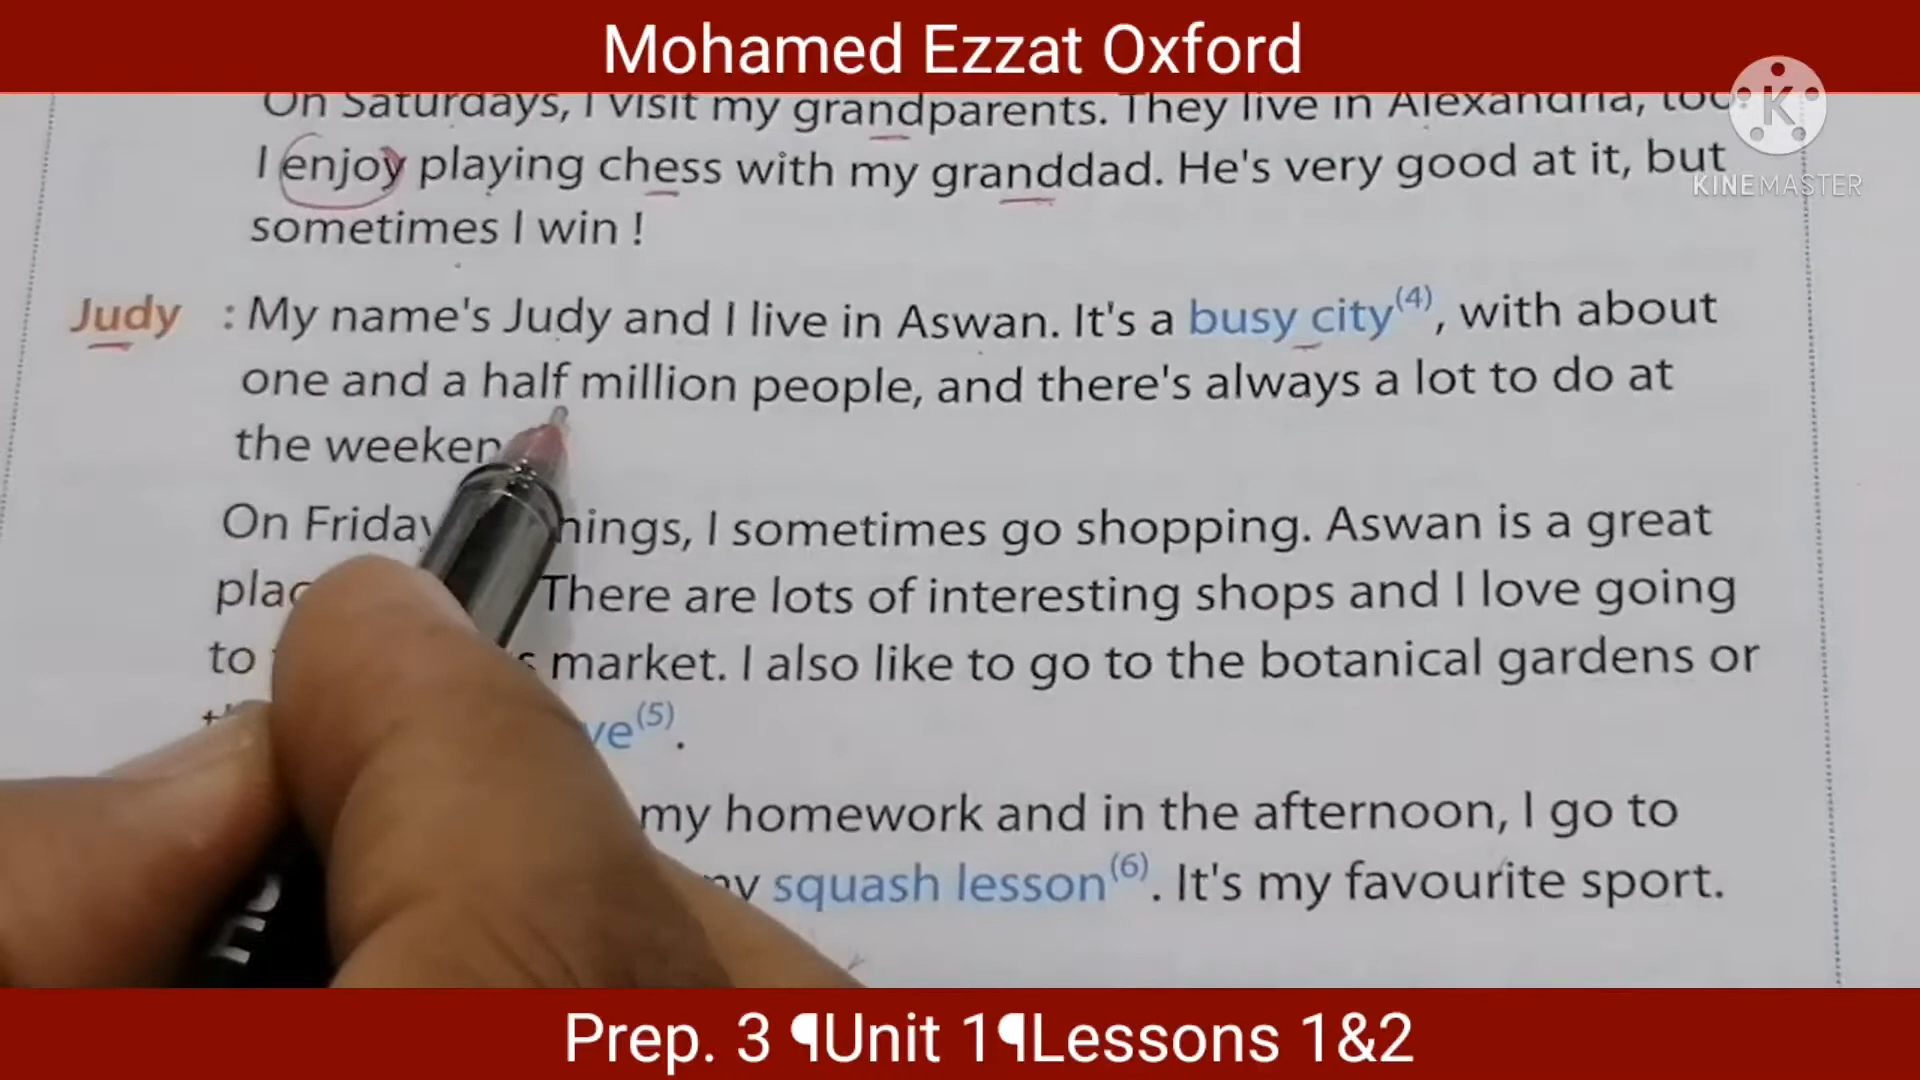 Mohamed Ezzat Oxford
On Saturdays, I visit my grandparents. They live in Alexandria, too.
I enjoy playing chess with my granddad. He's very good at it, but
KINEMASTER
sometimes I win !
Judy : My name's Judy and I live in Aswan. It's a busy city(4), with about
one and a half million people, and there's always a lot to do at
the weeken
On Friday hings, I sometimes go shopping. Aswan is a great
There are lots of interesting shops and I love going
to market. I also like to go to the botanical gardens or
(5).
my homework and in the afternoon, I go to
squash lesson(6). It's my favourite sport.
Prep. 3 ¶Unit 1¶Lessons 1&2